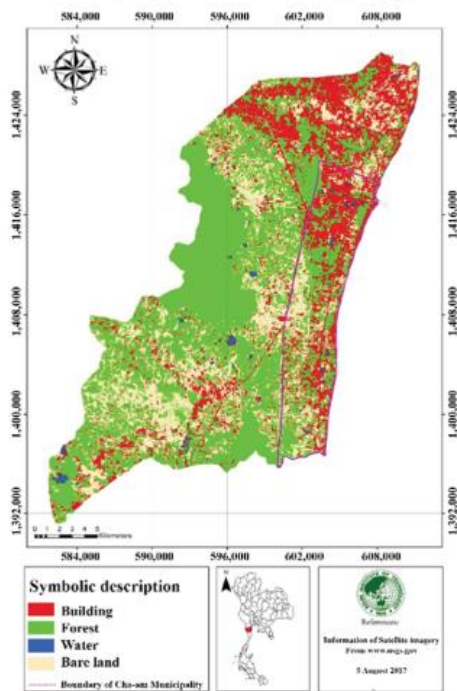 584,000 590,000 596,000 602,000 608,000
N
W E
S
1,424,000 1,424,000
1,416,000 1,416,000
1,408,000 1,408,000
1,400,000 1,400,000
1,392,000 1,392,000
0 1 2 4 6
Kilometers
584,000 590,000 596,000 602,000 608,000
Symbolic description
Building
Forest
Water
Bare land
Boundary of Cha-am Municipality
N
References
Information of Satellite imagery
From www.usgs.gov
5 August 2017